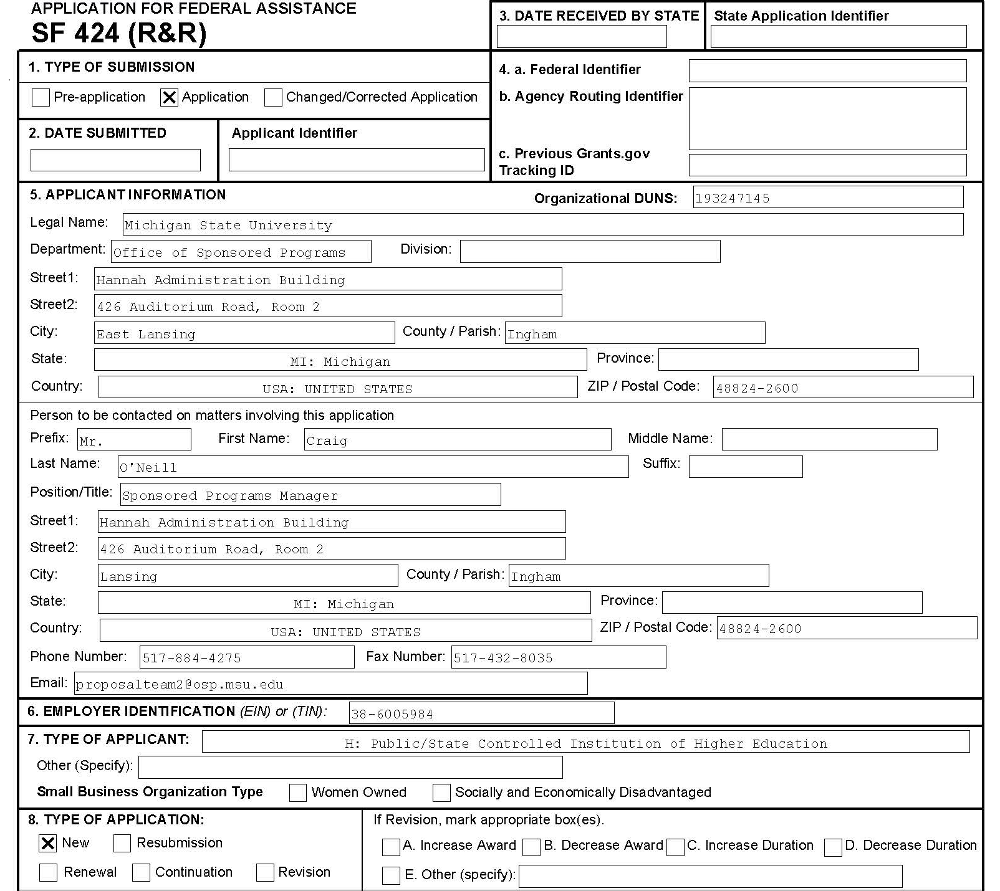 APPLICATION FOR FEDERAL ASSISTANCE
SF 424 (R&R)
3. DATE RECEIVED BY STATE State Application Identifier
1. TYPE OF SUBMISSION
Pre-application Application Changed/Corrected Application
4. a. Federal Identifier
b. Agency Routing Identifier
2. DATE SUBMITTED Applicant Identifier
c. Previous Grants.gov
Tracking ID
5. APPLICANT INFORMATION Organizational DUNS: 193247145
Legal Name: Michigan State University
Department: Office of Sponsored Programs Division:
Street1: Hannah Administration Building
Street2: 426 Auditorium Road, Room 2
City: East Lansing County / Parish: Ingham
State: MI: Michigan Province:
Country: USA: UNITED STATES ZIP / Postal Code: 48824-2600
Person to be contacted on matters involving this application
Prefix: Mr. First Name: Craig Middle Name:
Last Name: O'Neill Suffix:
Position/Title: Sponsored Programs Manager
Street1: Hannah Administration Building
Street2: 426 Auditorium Road, Room 2
City: Lansing County / Parish: Ingham
State: MI: Michigan Province:
Country: USA: UNITED STATES ZIP / Postal Code: 48824-2600
Phone Number: 517-884-4275 Fax Number: 517-432-8035
Email: proposalteam2@osp.msu.edu
6. EMPLOYER IDENTIFICATION (EIN) or (TIN): 38-6005984
7. TYPE OF APPLICANT: H: Public/State Controlled Institution of Higher Education
Other (Specify):
Small Business Organization Type Women Owned Socially and Economically Disadvantaged
8. TYPE OF APPLICATION: If Revision, mark appropriate box(es).
New Resubmission A. Increase Award B. Decrease Award C. Increase Duration D. Decrease Duration
Renewal Continuation Revision E. Other (specify):